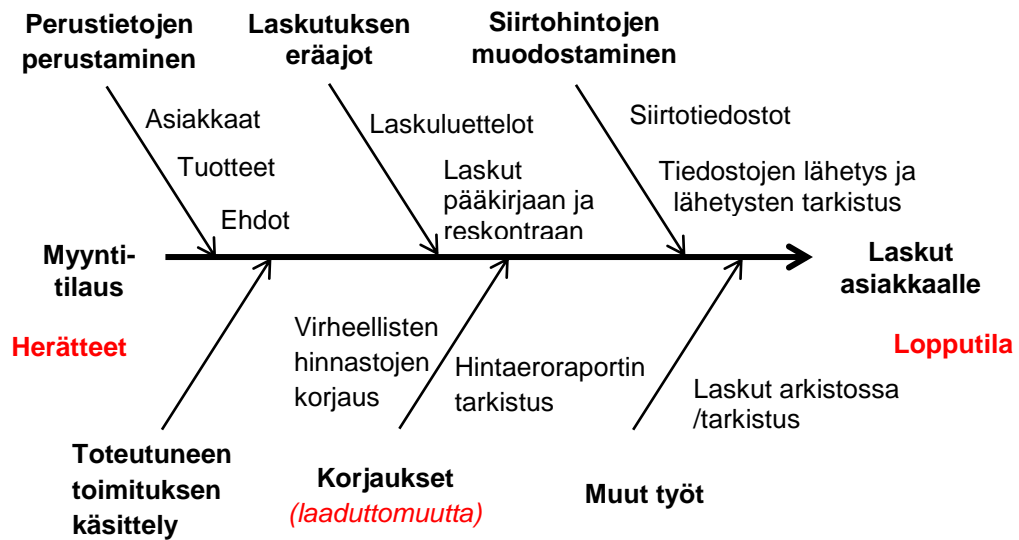 Perustietojen
perustaminen
Laskutuksen
eräajot
Siirtohintojen
muodostaminen
Asiakkaat
Tuotteet
Ehdot
Laskuluettelot
Laskut
pääkirjaan ja
reskontraan
Siirtotiedostot
Tiedostojen lähetys ja
lähetysten tarkistus
Myynti-
tilaus
Laskut
asiakkaalle
Herätteet
Lopputila
Virheellisten
hinnastojen
korjaus
Hintaeroraportin
tarkistus
Laskut arkistossa
/tarkistus
Toteutuneen
toimituksen
käsittely
Korjaukset
(laaduttomuutta)
Muut työt